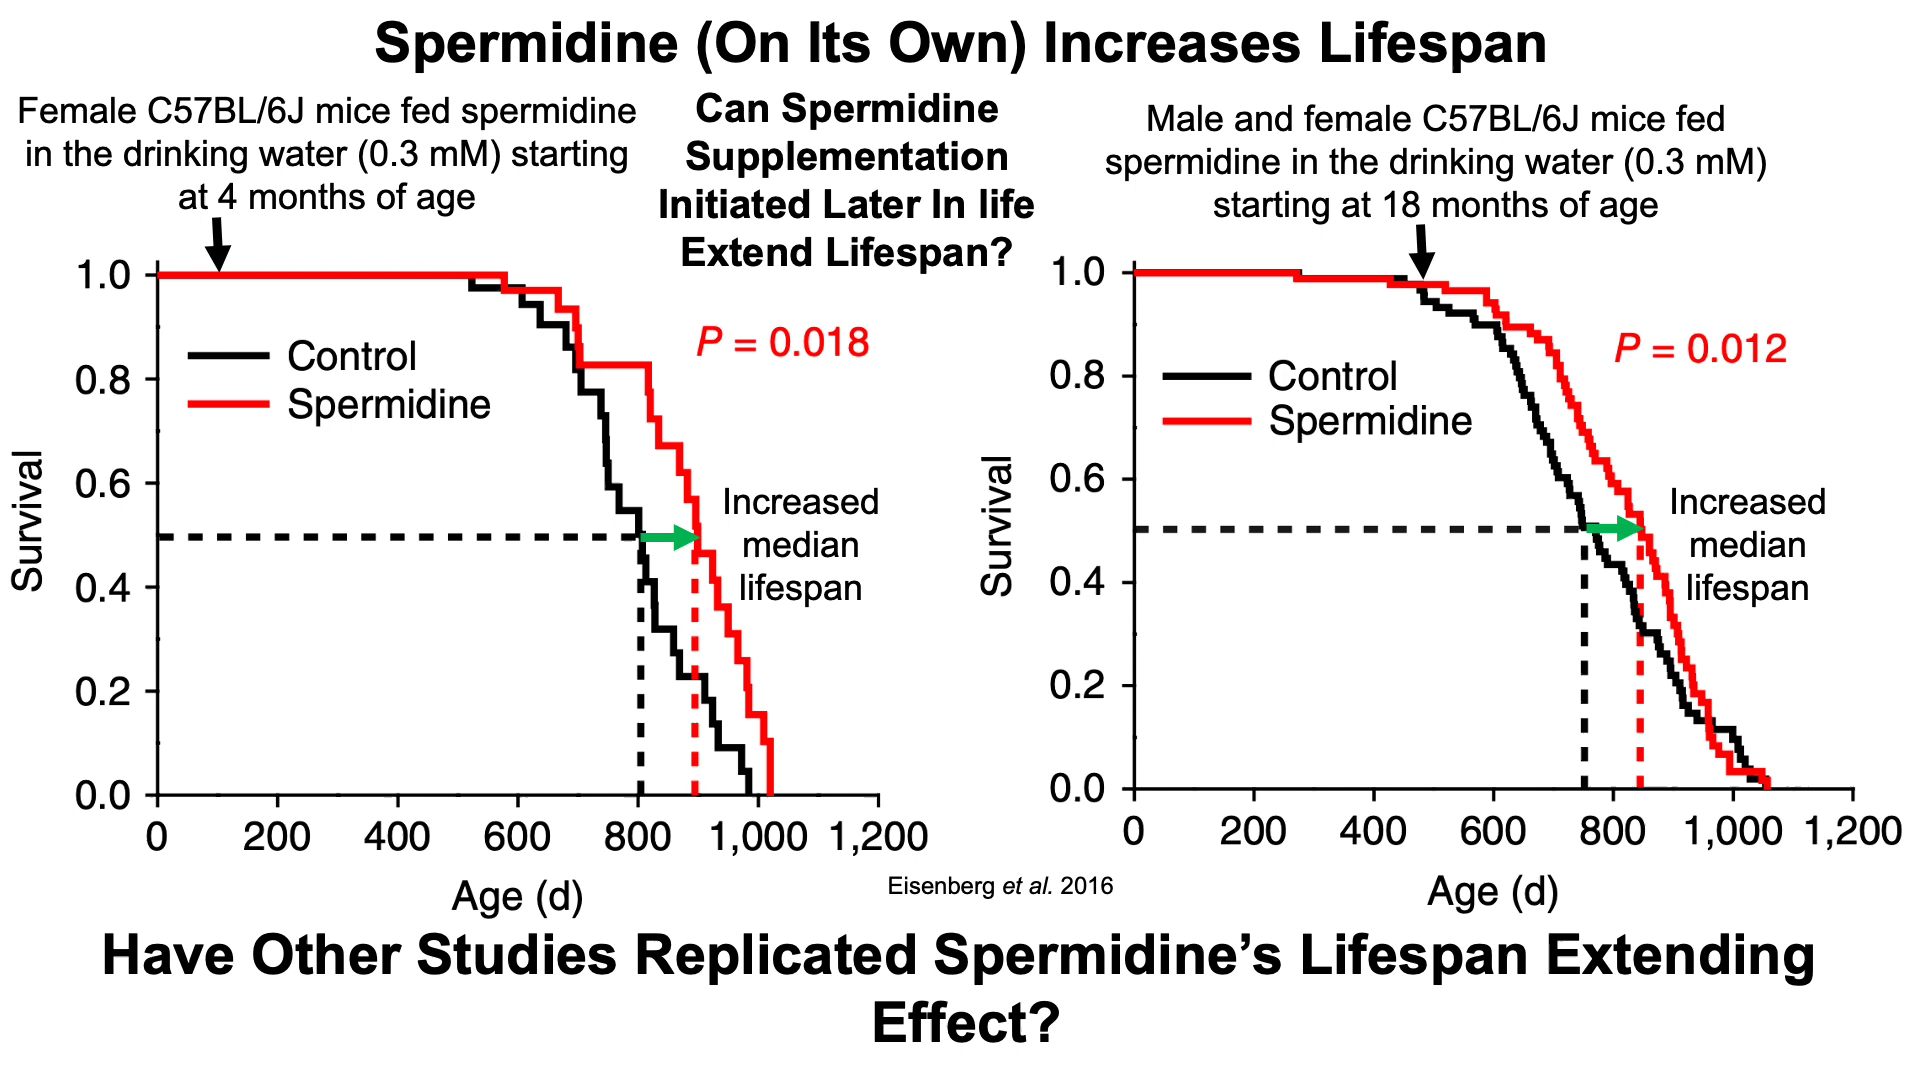 Spermidine (On Its Own) Increases Lifespan
Female C57BL/6J mice fed spermidine
in the drinking water (0.3 mM) starting
at 4 months of age
Can Spermidine
Supplementation
Initiated Later In life
Extend Lifespan?
Male and female C57BL/6J mice fed
spermidine in the drinking water (0.3 mM)
starting at 18 months of age
1.0
0.8
0.6
0.4
0.2
0.0
Survival
Control
Spermidine
P = 0.018
Increased
median
lifespan
0 200 400 600 800 1,000 1,200
Age (d)
1.0
0.8
0.6
0.4
0.2
0.0
Survival
Control
Spermidine
P = 0.012
Increased
median
lifespan
0 200 400 600 800 1,000 1,200
Age (d)
Eisenberg et al. 2016
Have Other Studies Replicated Spermidine’s Lifespan Extending
Effect?